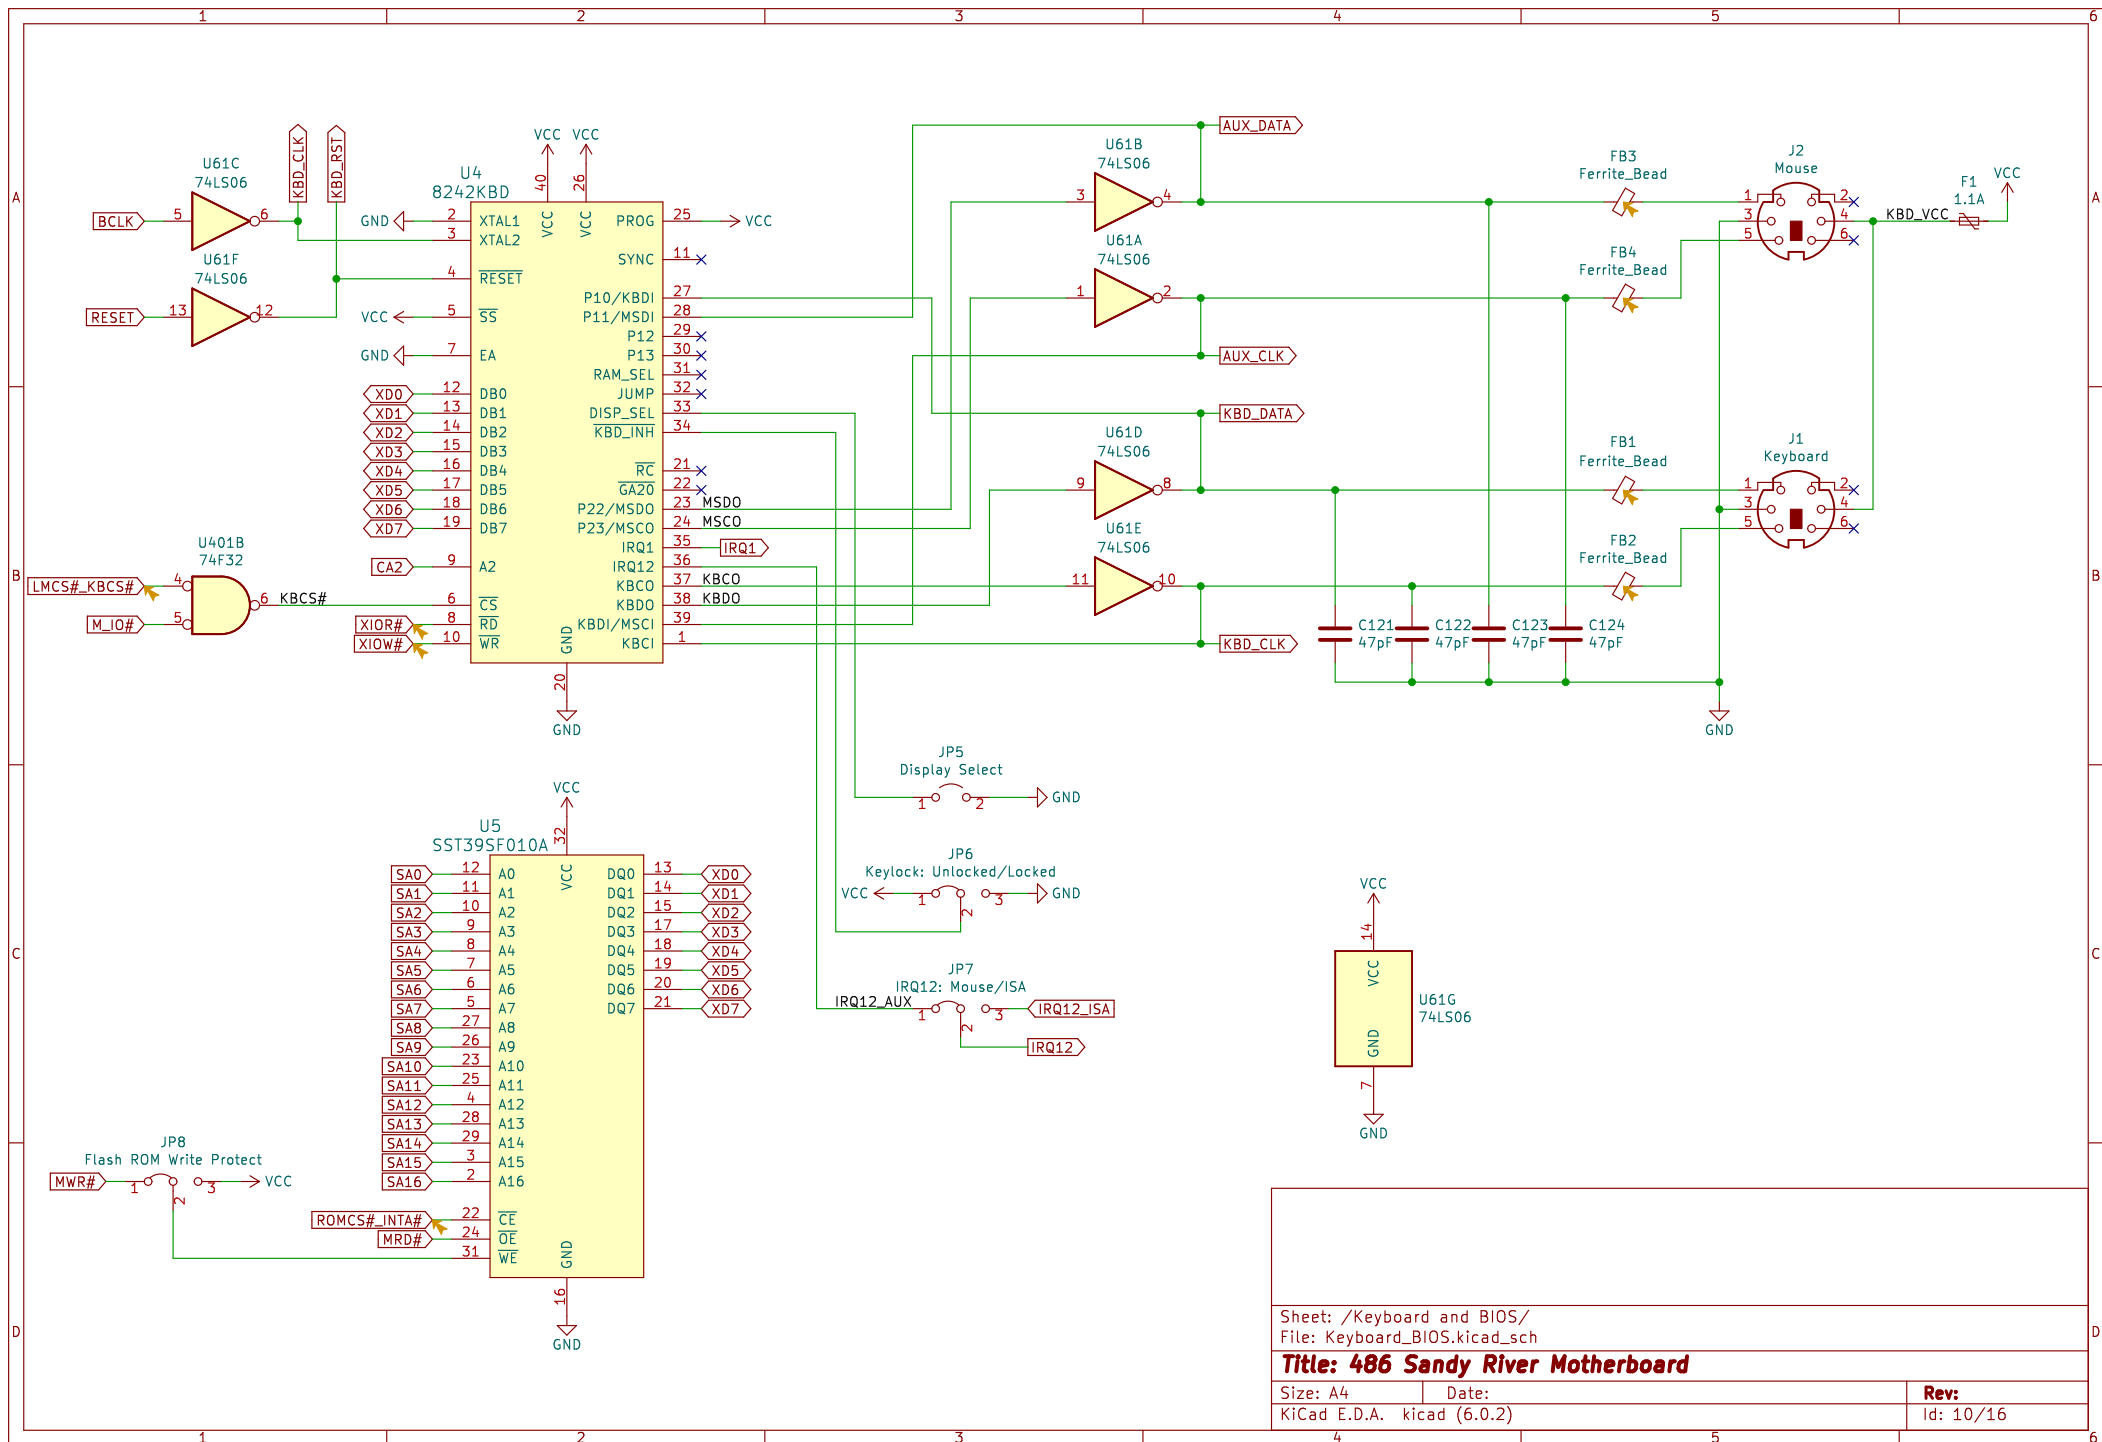 1 2 3 4 5 6
A
B
C
D
A
B
C
D
1 2 3 4 5 6
U61C
74LS06
BCLK 5 6
KBD_CLK
KBD_RST
U61F
74LS06
RESET 13 12
U4
8242KBD
VCC VCC
40 26
VCC VCC
GND 2 XTAL1
3 XTAL2
4 RESET
VCC 5 SS
GND 7 EA
XD0 12 DB0
XD1 13 DB1
XD2 14 DB2
XD3 15 DB3
XD4 16 DB4
XD5 17 DB5
XD6 18 DB6
XD7 19 DB7
CA2 9 A2
6 CS
XIOR# 8 RD
XIOW# 10 WR
PROG 25 VCC
SYNC 11
P10/KBDI 27
P11/MSDI 28
P12 29
P13 30
RAM_SEL 31
JUMP 32
DISP_SEL 33
KBD_INH 34
RC 21
GA20 22
P22/MSDO 23 MSDO
P23/MSCO 24 MSCO
IRQ1 35 IRQ1
IRQ12 36
KBCO 37 KBCO
KBDO 38 KBDO
KBDI/MSCI 39
KBCI 1
GND
20
GND
U401B
74F32
LMCS#_KBCS# 4
M_IO# 5
6 KBCS#
U61B
74LS06
3 4
AUX_DATA
U61A
74LS06
1 2
AUX_CLK
KBD_DATA
U61D
74LS06
9 8
U61E
74LS06
11 10
KBD_CLK
FB3
Ferrite_Bead
FB4
Ferrite_Bead
FB1
Ferrite_Bead
FB2
Ferrite_Bead
J2
Mouse
1 2
3 4
5 6
J1
Keyboard
1 2
3 4
5 6
KBD_VCC
F1
1.1A
VCC
C121
47pF
C122
47pF
C123
47pF
C124
47pF
GND
JP5
Display Select
1 2 GND
JP6
Keylock: Unlocked/Locked
VCC 1 2 3 GND
JP7
IRQ12: Mouse/ISA
IRQ12_AUX 1 2 3 IRQ12_ISA
IRQ12
U5
SST39SF010A
VCC
32
VCC
SA0 12 A0
SA1 11 A1
SA2 10 A2
SA3 9 A3
SA4 8 A4
SA5 7 A5
SA6 6 A6
SA7 5 A7
SA8 27 A8
SA9 26 A9
SA10 23 A10
SA11 25 A11
SA12 4 A12
SA13 28 A13
SA14 29 A14
SA15 3 A15
SA16 2 A16
ROMCS#_INTA# 22 CE
MRD# 24 OE
31 WE
DQ0 13 XD0
DQ1 14 XD1
DQ2 15 XD2
DQ3 17 XD3
DQ4 18 XD4
DQ5 19 XD5
DQ6 20 XD6
DQ7 21 XD7
GND
16
GND
JP8
Flash ROM Write Protect
MWR# 1 2 3 VCC
VCC
14
VCC
U61G
74LS06
GND
7
GND
Sheet: /Keyboard and BIOS/
File: Keyboard_BIOS.kicad_sch
Title: 486 Sandy River Motherboard
Size: A4 Date: Rev:
KiCad E.D.A. kicad (6.0.2) Id: 10/16